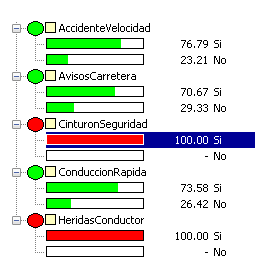 AccidenteVelocidad
76.79 Si
23.21 No
AvisosCarretera
70.67 Si
29.33 No
CinturonSeguridad
100.00 Si
- No
ConduccionRapida
73.58 Si
26.42 No
HeridasConductor
100.00 Si
- No